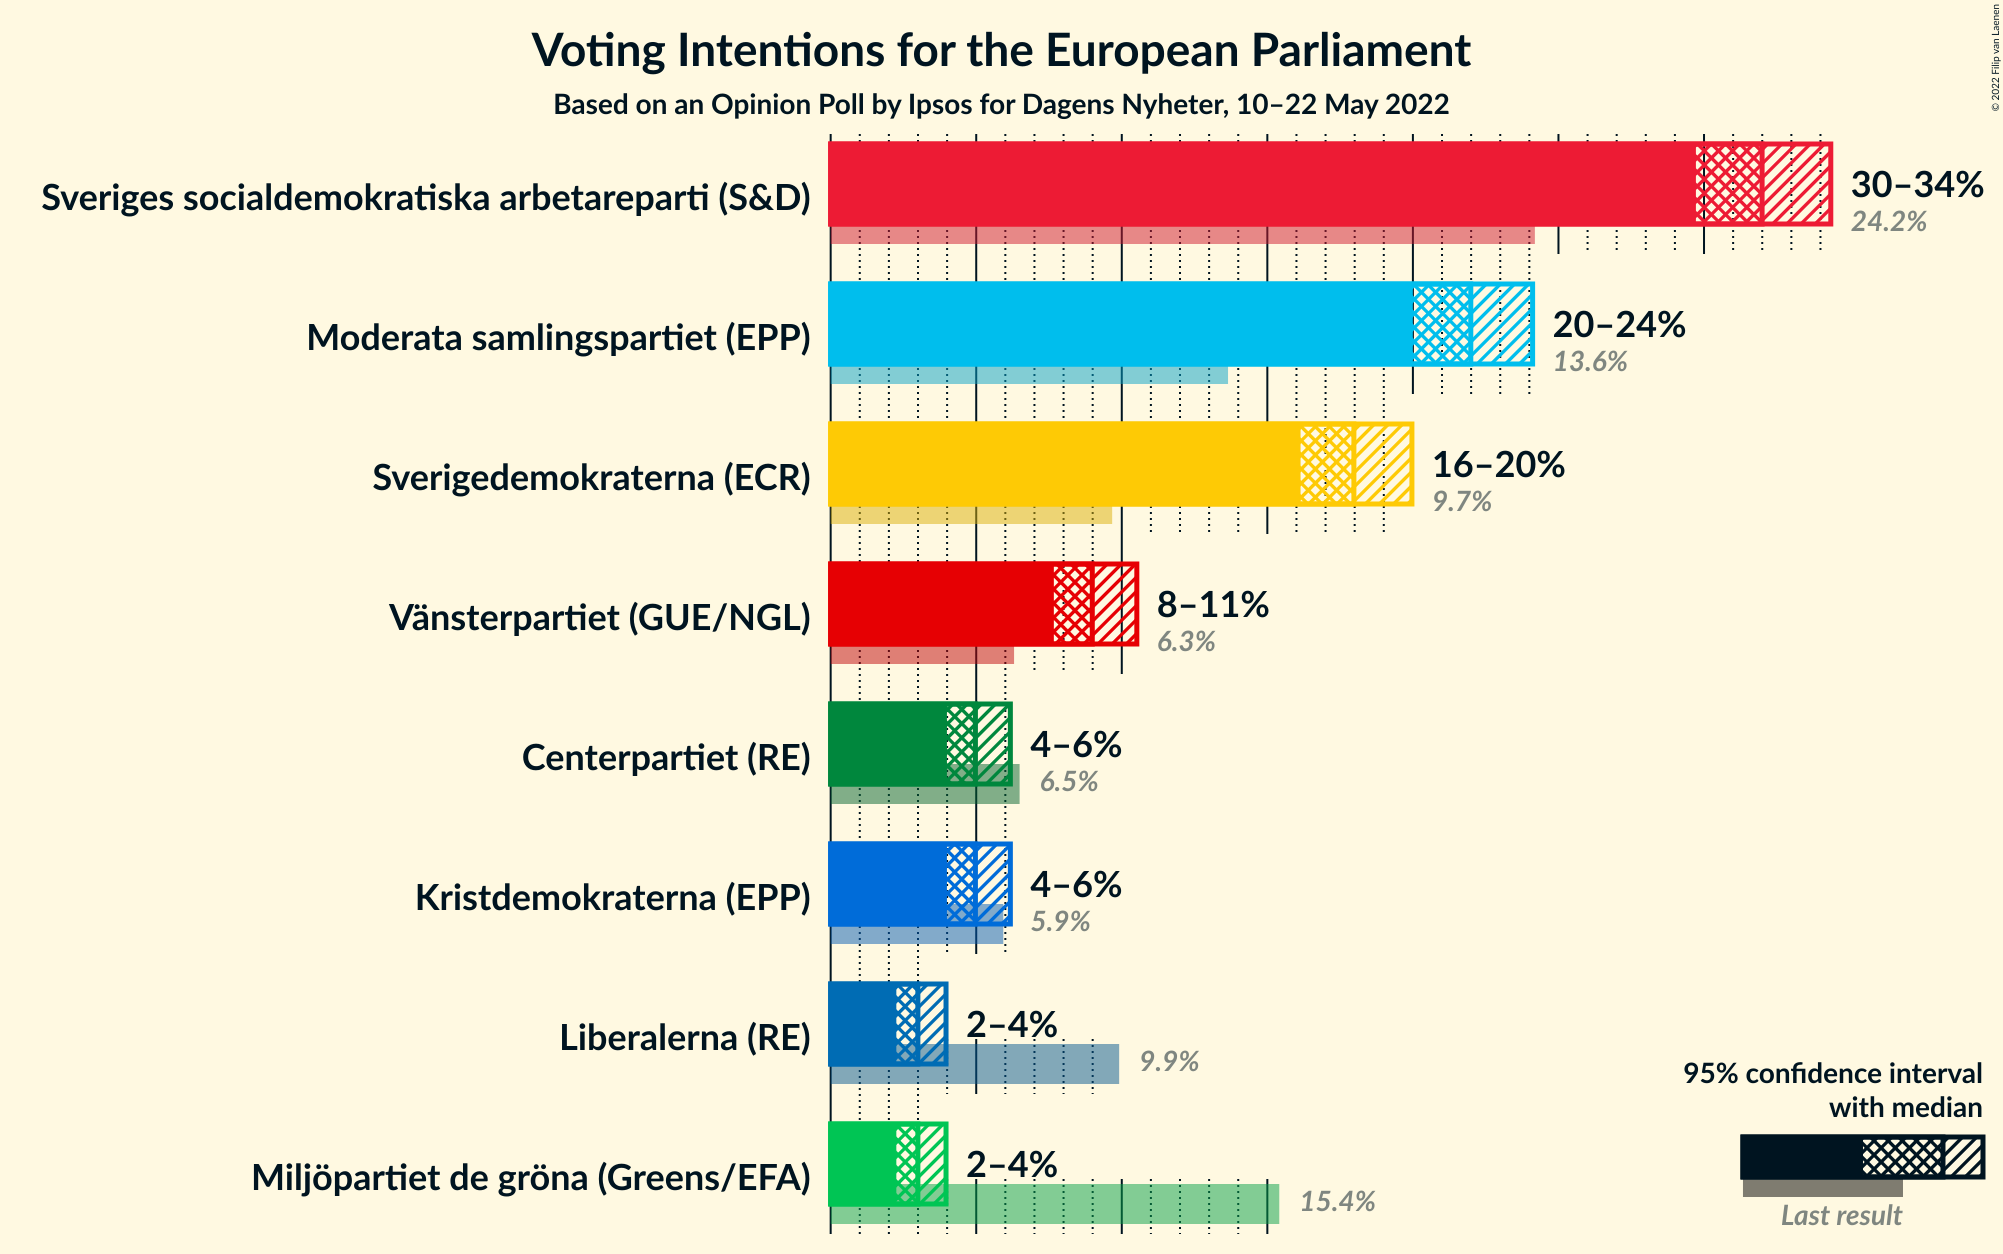 Voting Intentions for the European Parliament
Based on an Opinion Poll by Ipsos for Dagens Nyheter, 10–22 May 2022
© 2022 Filip van Laenen
Sveriges socialdemokratiska arbetareparti (S&D)
30–34%
24.2%
Moderata samlingspartiet (EPP)
20–24%
13.6%
Sverigedemokraterna (ECR)
16–20%
9.7%
Vänsterpartiet (GUE/NGL)
8–11%
6.3%
Centerpartiet (RE)
4–6%
6.5%
Kristdemokraterna (EPP)
4–6%
5.9%
Liberalerna (RE)
2–4%
9.9%
Miljöpartiet de gröna (Greens/EFA)
2–4%
15.4%
95% confidence interval
with median
Last result